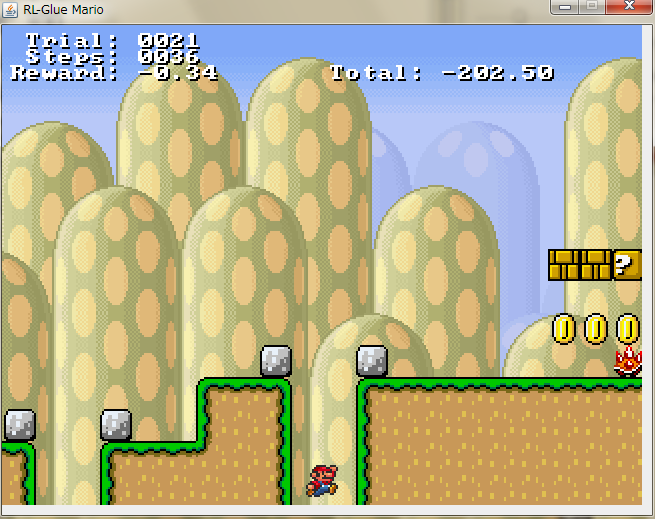 RL-Glue Mario
Trial: 0021
Steps: 0036
Reward: -0.34 Total: -202.50
?